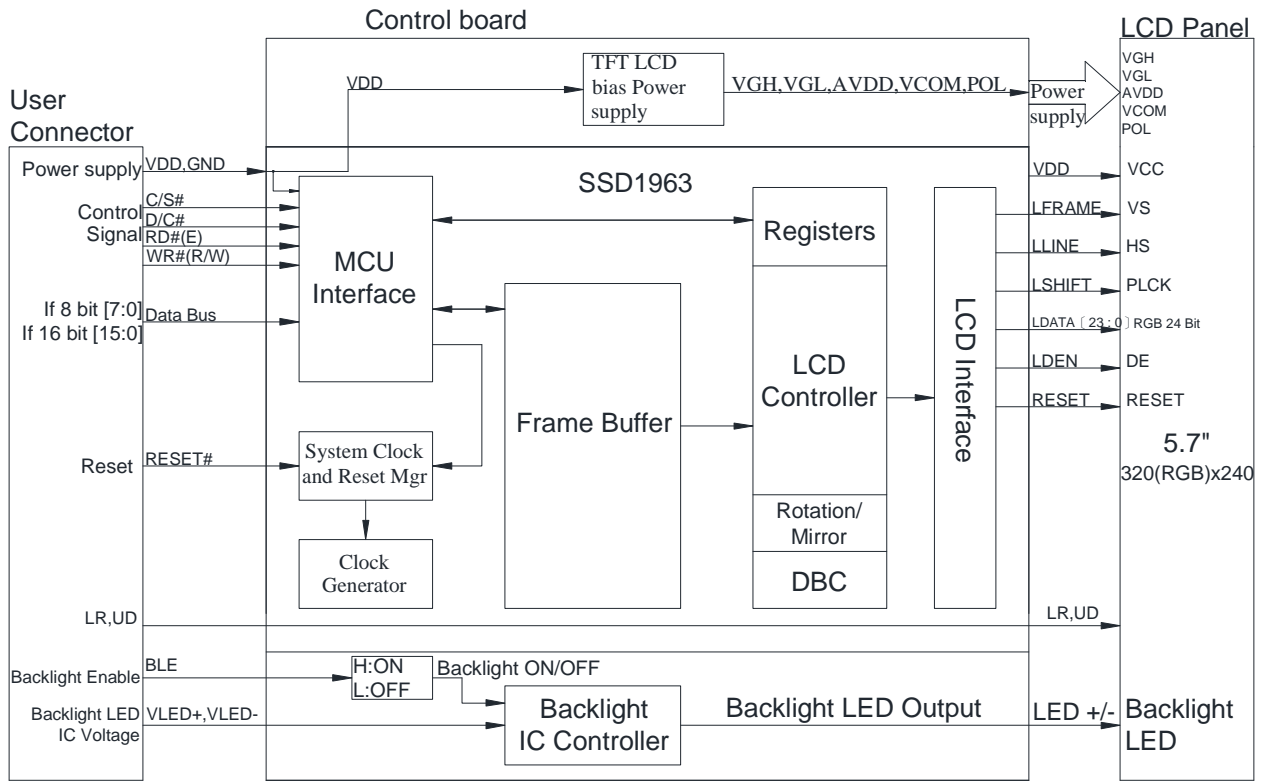 Control board
LCD Panel
User
Connector
VDD
TFT LCD
bias Power
supply
VGH,VGL,AVDD,VCOM,POL
Power
supply
VGH
VGL
AVDD
VCOM
POL
Power supply
VDD,GND
Control
Signal
C/S#
D/C#
RD#(E)
WR#(R/W)
If 8 bit [7:0]
If 16 bit [15:0]
Data Bus
MCU
Interface
SSD1963
Registers
LCD
Controller
Rotation/
Mirror
DBC
Frame Buffer
LCD Interface
VDD
VCC
LFRAME
VS
LLINE
HS
LSHIFT
PLCK
LDATA〔23:0〕RGB 24 Bit
LDEN
DE
RESET
RESET
5.7"
320(RGB)x240
Reset
RESET#
System Clock
and Reset Mgr
Clock
Generator
LR,UD
LR,UD
Backlight Enable
BLE
H:ON
L:OFF
Backlight ON/OFF
Backlight LED
IC Voltage
VLED+,VLED-
Backlight
IC Controller
Backlight LED Output
LED +/-
Backlight
LED